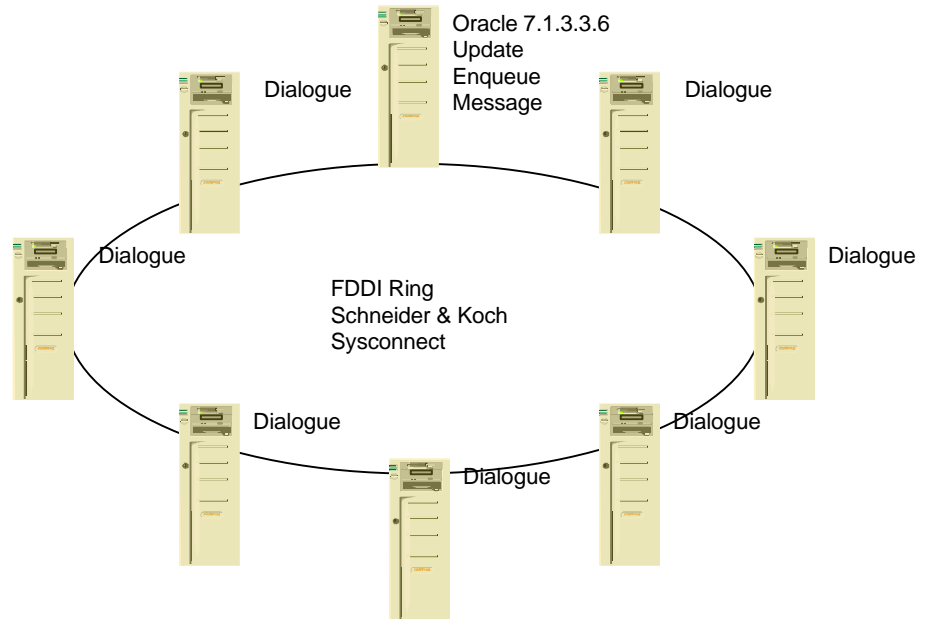 Oracle 7.1.3.3.6
Update
Enqueue
Message
Dialogue
Dialogue
Dialogue
Dialogue
FDDI Ring
Schneider & Koch
Sysconnect
Dialogue
Dialogue
Dialogue